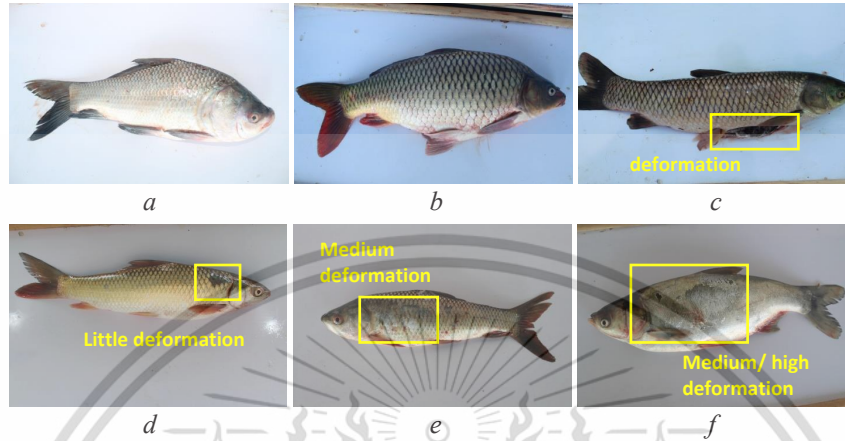 deformation
a
b
c
Medium
deformation
Little deformation
Medium/ high
deformation
d
e
f